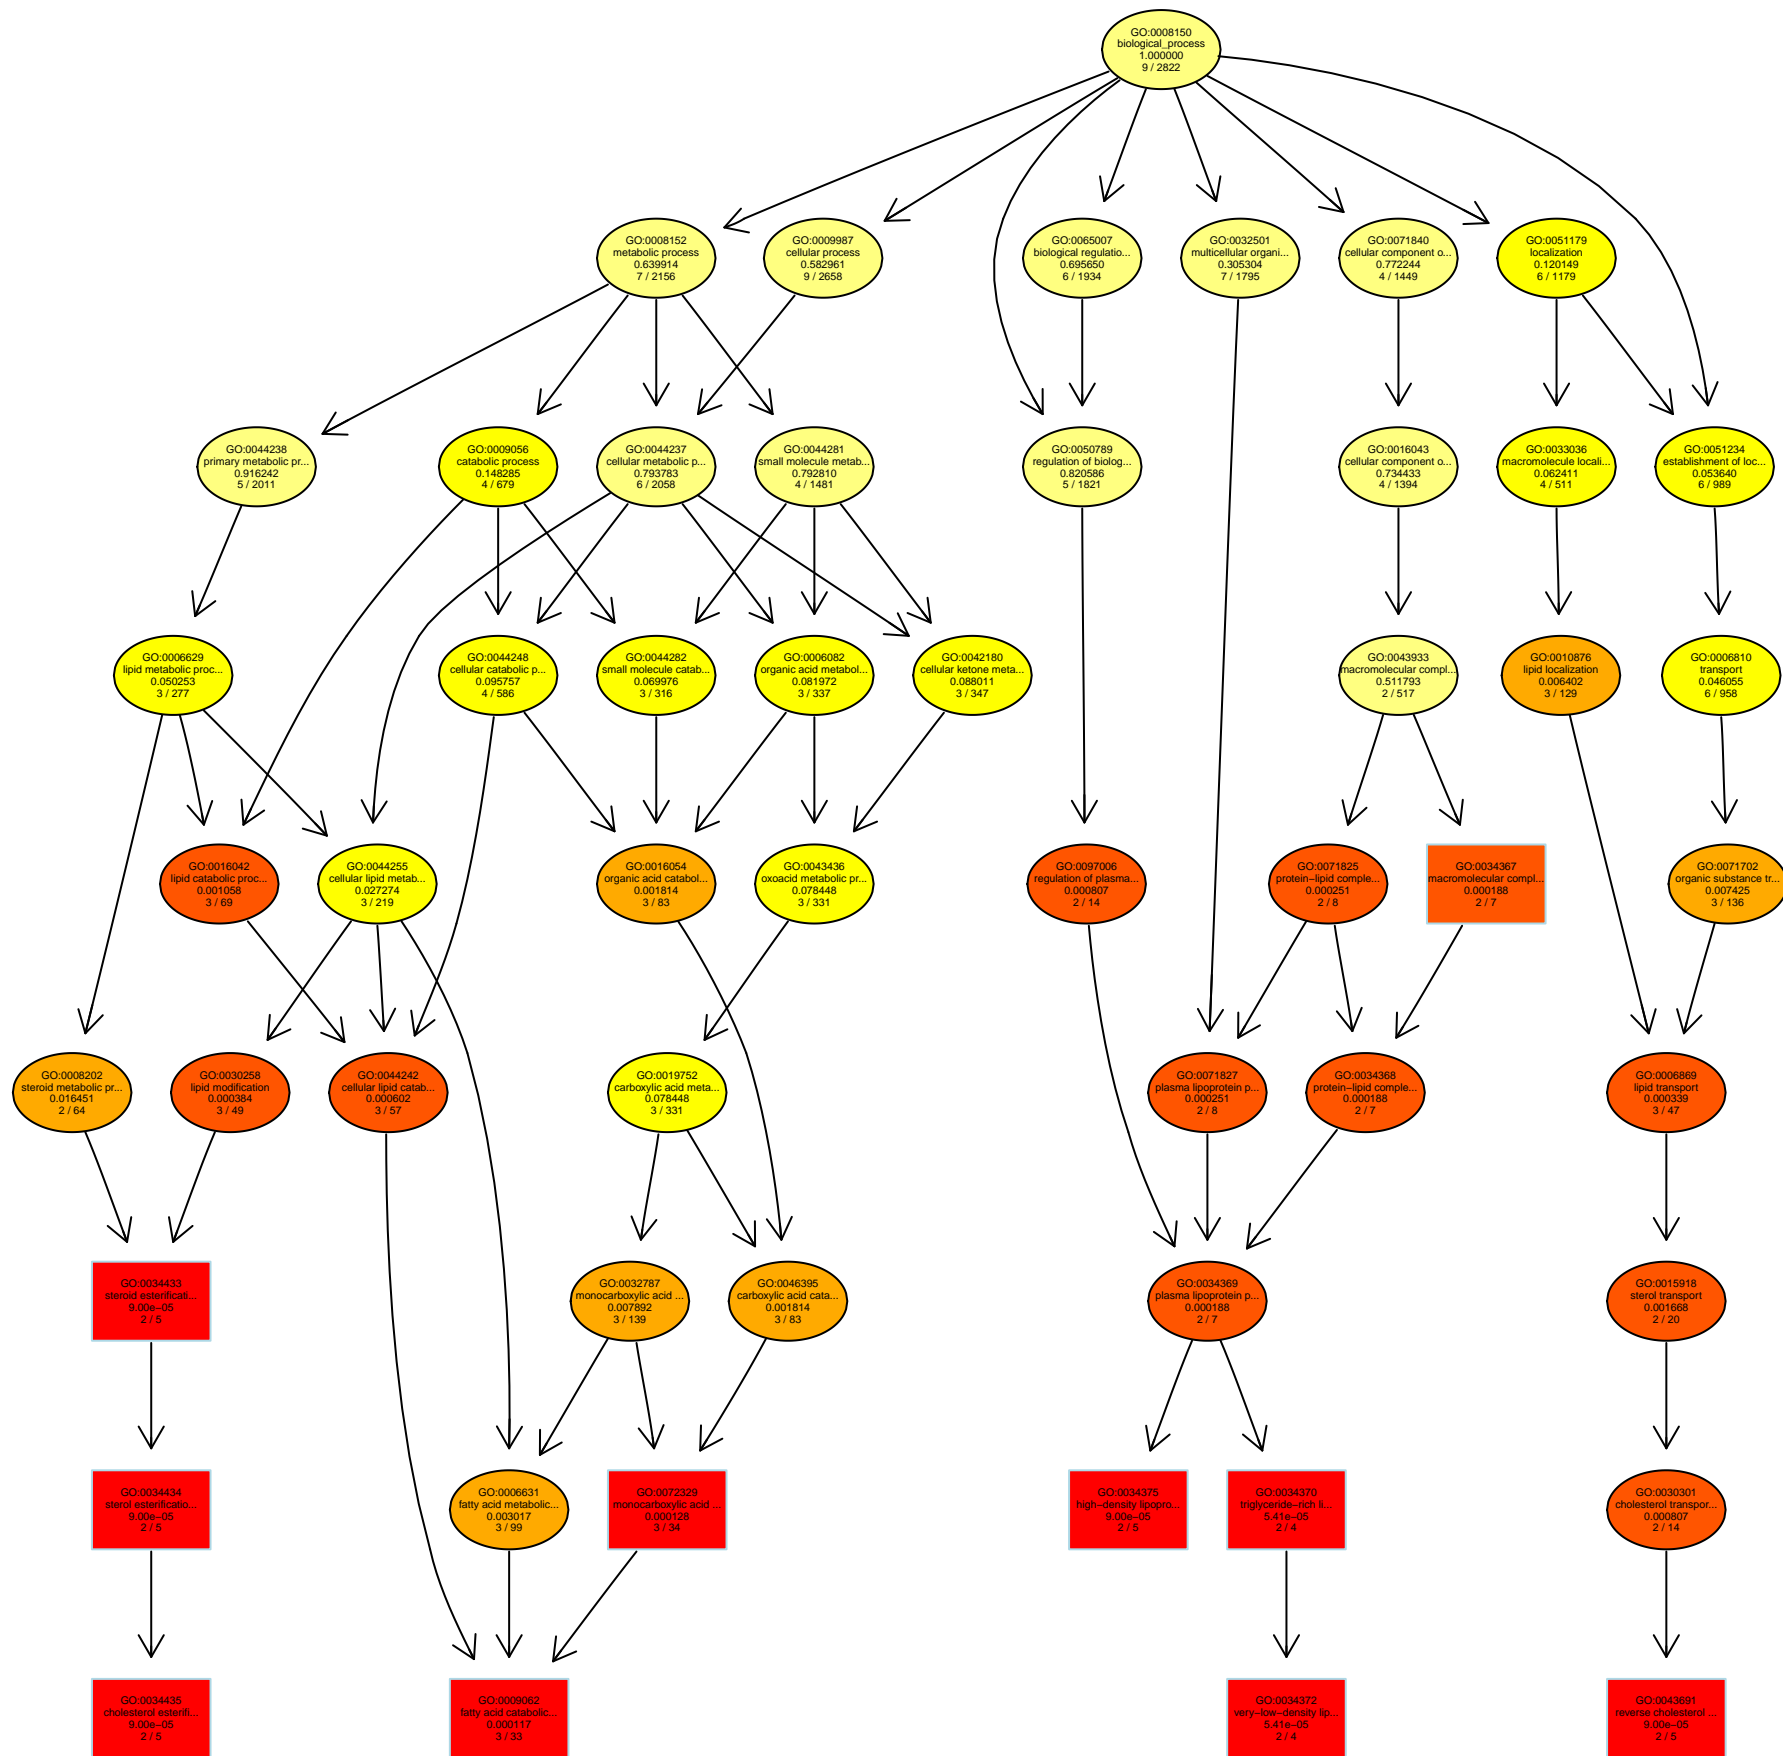 GO:0008150
biological_process
1.000000
9 / 2822
GO:0008152
metabolic process
0.639914
7 / 2156
GO:0009987
cellular process
0.582961
9 / 2658
GO:0065007
biological regulatio...
0.695650
6 / 1934
GO:0032501
multicellular organi...
0.305304
7 / 1795
GO:0071840
cellular component o...
0.772244
4 / 1449
GO:0051179
localization
0.120149
6 / 1179
GO:0044238
primary metabolic pr...
0.916242
5 / 2011
GO:0009056
catabolic process
0.148285
4 / 679
GO:0044237
cellular metabolic p...
0.793783
6 / 2058
GO:0044281
small molecule metab...
0.792810
4 / 1481
GO:0050789
regulation of biolog...
0.820586
5 / 1821
GO:0016043
cellular component o...
0.734433
4 / 1394
GO:0033036
macromolecule locali...
0.062411
4 / 511
GO:0051234
establishment of loc...
0.053640
6 / 989
GO:0006629
lipid metabolic proc...
0.050253
3 / 277
GO:0044248
cellular catabolic p...
0.095757
4 / 586
GO:0044282
small molecule catab...
0.069976
3 / 316
GO:0006082
organic acid metabol...
0.081972
3 / 337
GO:0042180
cellular ketone meta...
0.088011
3 / 347
GO:0043933
macromolecular compl...
0.511793
2 / 517
GO:0010876
lipid localization
0.006402
3 / 129
GO:0006810
transport
0.046055
6 / 958
GO:0016042
lipid catabolic proc...
0.001058
3 / 69
GO:0044255
cellular lipid metab...
0.027274
3 / 219
GO:0016054
organic acid catabol...
0.001814
3 / 83
GO:0043436
oxoacid metabolic pr...
0.078448
3 / 331
GO:0097006
regulation of plasma...
0.000807
2 / 14
GO:0071825
protein−lipid comple...
0.000251
2 / 8
GO:0034367
macromolecular compl...
0.000188
2 / 7
GO:0071702
organic substance tr...
0.007425
3 / 136
GO:0008202
steroid metabolic pr...
0.016451
2 / 64
GO:0030258
lipid modification
0.000384
3 / 49
GO:0044242
cellular lipid catab...
0.000602
3 / 57
GO:0019752
carboxylic acid meta...
0.078448
3 / 331
GO:0071827
plasma lipoprotein p...
0.000251
2 / 8
GO:0034368
protein−lipid comple...
0.000188
2 / 7
GO:0006869
lipid transport
0.000339
3 / 47
GO:0034433
steroid esterificati...
9.00e−05
2 / 5
GO:0032787
monocarboxylic acid ...
0.007892
3 / 139
GO:0046395
carboxylic acid cata...
0.001814
3 / 83
GO:0034369
plasma lipoprotein p...
0.000188
2 / 7
GO:0015918
sterol transport
0.001668
2 / 20
GO:0034434
sterol esterificatio...
9.00e−05
2 / 5
GO:0006631
fatty acid metabolic...
0.003017
3 / 99
GO:0072329
monocarboxylic acid ...
0.000128
3 / 34
GO:0034375
high−density lipopro...
9.00e−05
2 / 5
GO:0034370
triglyceride−rich li...
5.41e−05
2 / 4
GO:0030301
cholesterol transpor...
0.000807
2 / 14
GO:0034435
cholesterol esterifi...
9.00e−05
2 / 5
GO:0009062
fatty acid catabolic...
0.000117
3 / 33
GO:0034372
very−low−density lip...
5.41e−05
2 / 4
GO:0043691
reverse cholesterol ...
9.00e−05
2 / 5